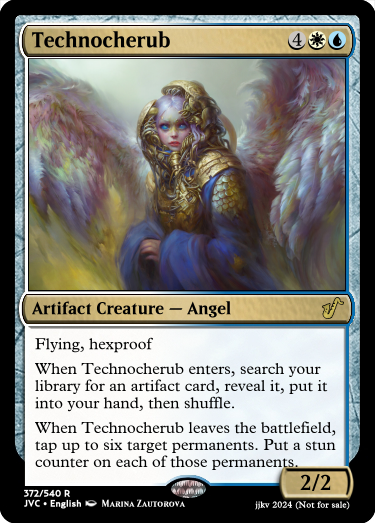 Technocherub 4
Artifact Creature — Angel
Flying, hexproof
When Technocherub enters, search your
library for an artifact card, reveal it, put it
into your hand, then shuffle.
When Technocherub leaves the battlefield,
tap up to six target permanents. Put a stun
counter on each of those permanents.
2/2
372/540 R
JVC • English MARINA ZAUTOROVA
jjkv 2024 (Not for sale)